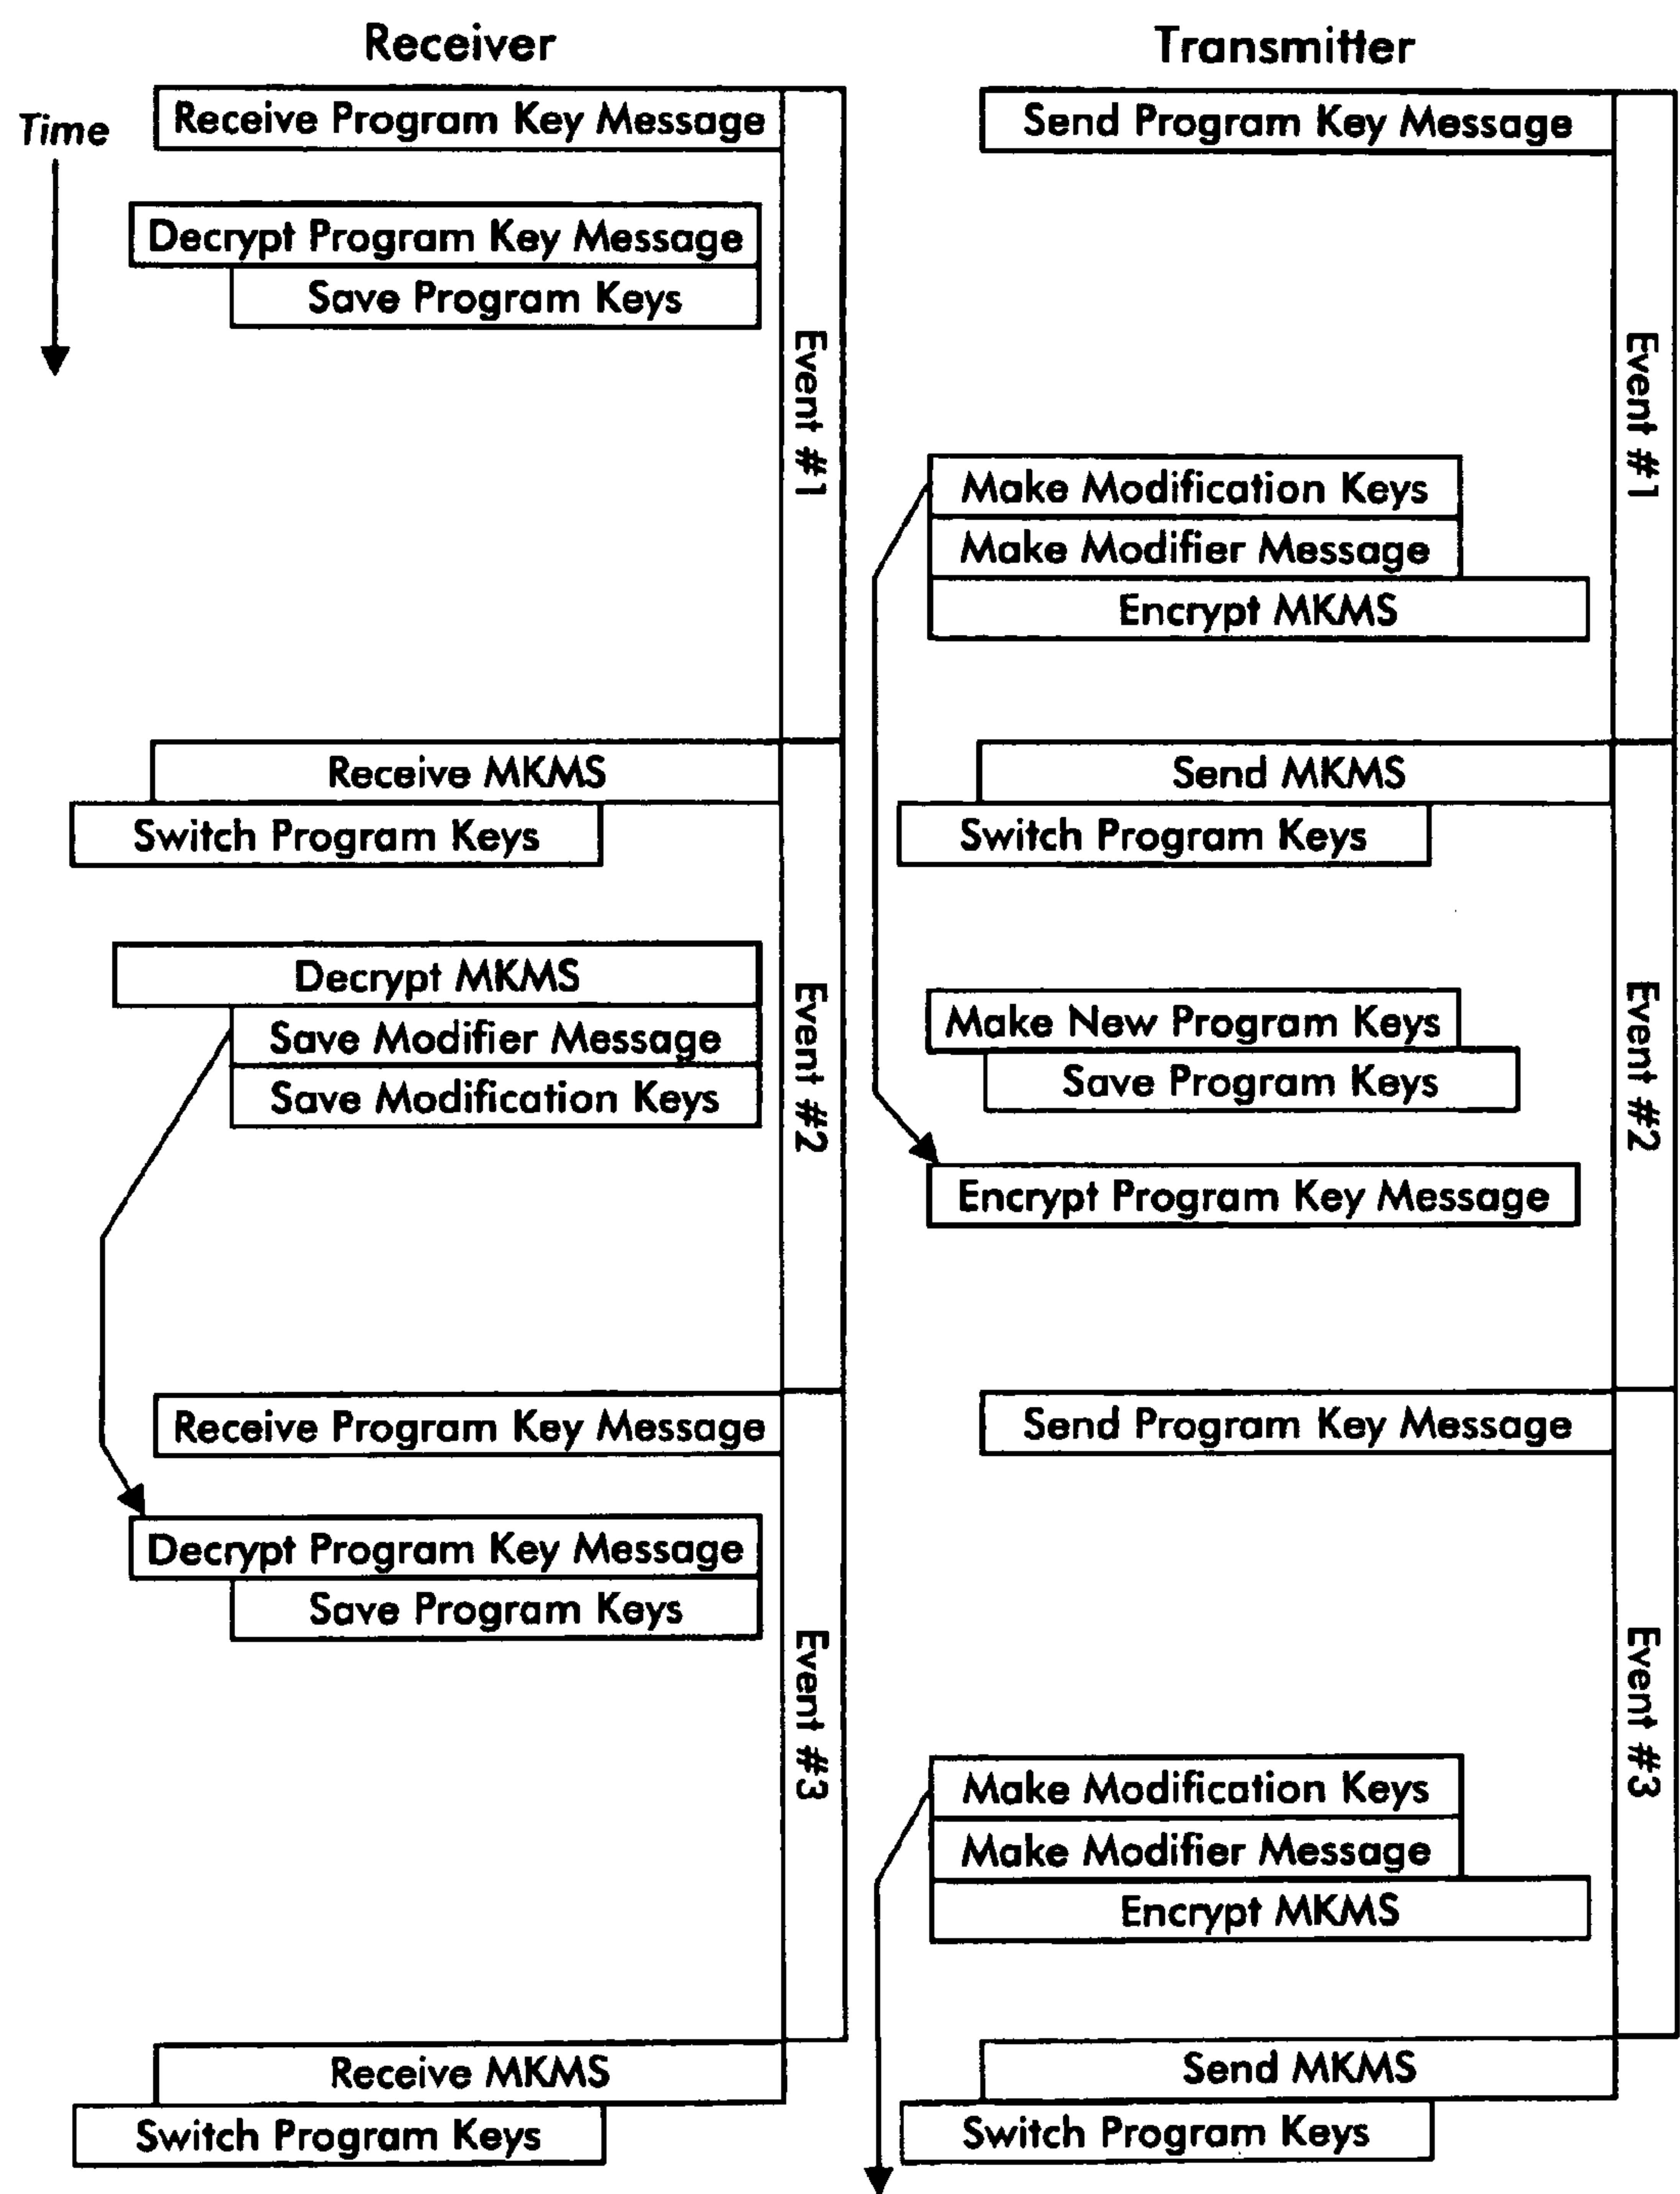 Receiver
Transmitter
Time
Receive Program Key Message
Send Program Key Message
Decrypt Program Key Message
Save Program Keys
Event #1
Event #1
Make Modification Keys
Make Modifier Message
Encrypt MKMS
Receive MKMS
Send MKMS
Switch Program Keys
Switch Program Keys
Decrypt MKMS
Save Modifier Message
Save Modification Keys
Event #2
Event #2
Make New Program Keys
Save Program Keys
Encrypt Program Key Message
Receive Program Key Message
Send Program Key Message
Decrypt Program Key Message
Save Program Keys
Event #3
Event #3
Make Modification Keys
Make Modifier Message
Encrypt MKMS
Receive MKMS
Send MKMS
Switch Program Keys
Switch Program Keys